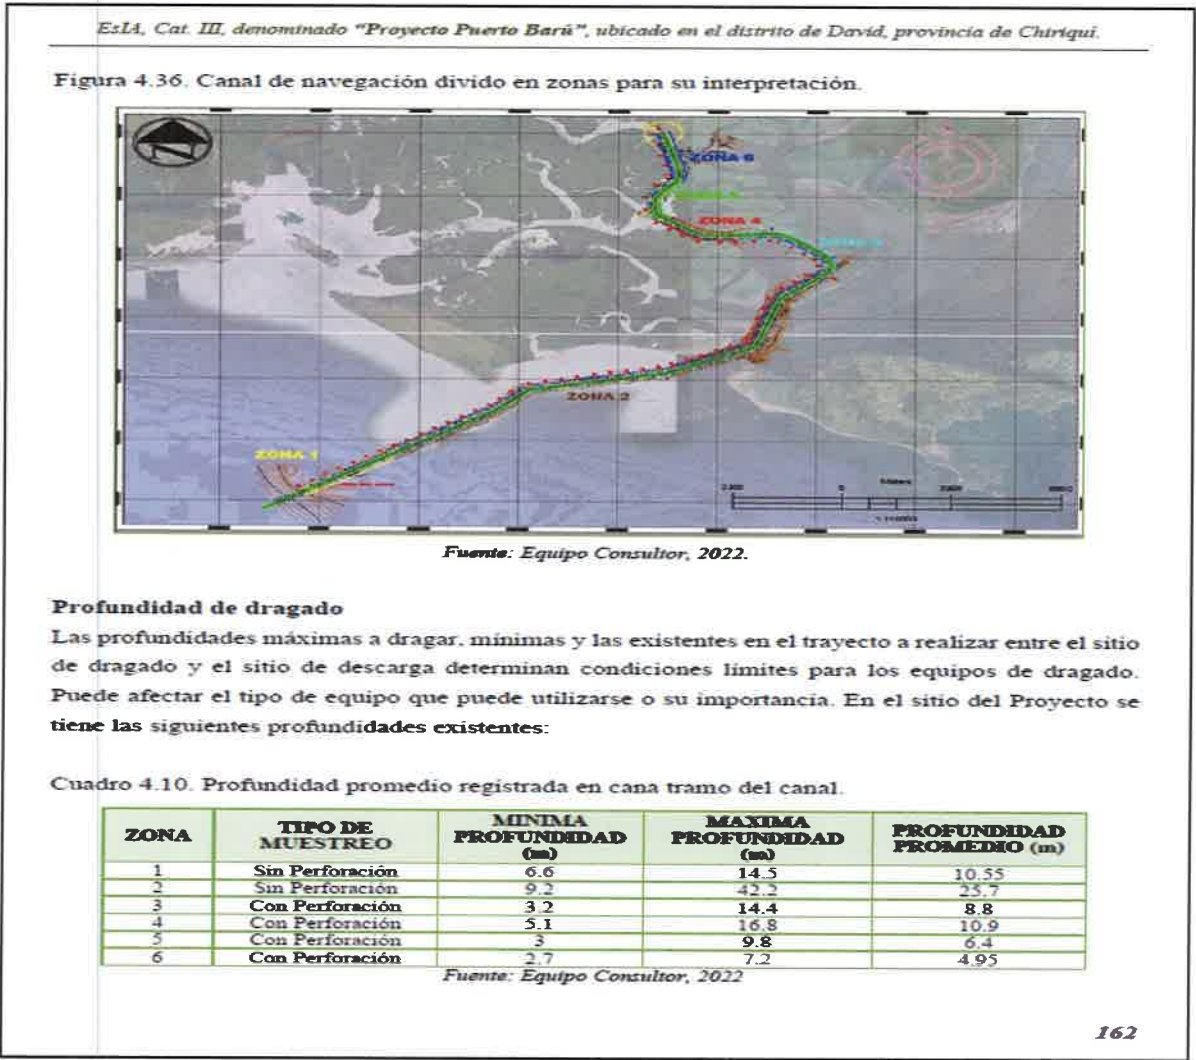 EsIA, Cat. III, denominado “Proyecto Puerto Barú”, ubicado en el distrito de David, provincia de Chiriquí.
Figura 4.36. Canal de navegación divido en zonas para su interpretación.
ZONA 6
ZONA 4
ZONA 2
ZONA 1
Fuente: Equipo Consultor, 2022.
Profundidad de dragado
Las profundidades máximas a dragar, mínimas y las existentes en el trayecto a realizar entre el sitio
de dragado y el sitio de descarga determinan condiciones límites para los equipos de dragado.
Puede afectar el tipo de equipo que puede utilizarse o su importancia. En el sitio del Proyecto se
tiene las siguientes profundidades existentes:
Cuadro 4.10. Profundidad promedio registrada en cana tramo del canal.
ZONA TIPO DE MUESTREO MINIMA PROFUNDIDAD (m) MAXIMA PROFUNDIDAD (m) PROFUNDIDAD PROMEDIO (m)
1 Sin Perforación 6.6 14.5 10.55
2 Sin Perforación 9.2 42.2 25.7
3 Con Perforación 3.2 14.4 8.8
4 Con Perforación 5.1 16.8 10.9
5 Con Perforación 3 9.8 6.4
6 Con Perforación 2.7 7.2 4.95
Fuente: Equipo Consultor, 2022
162